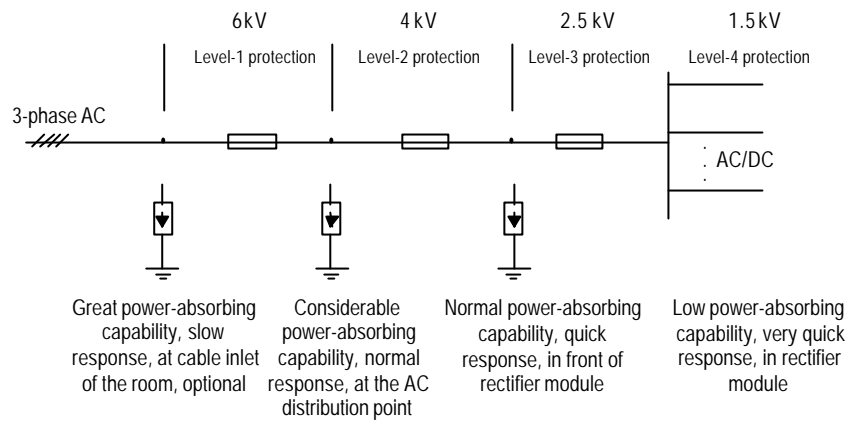 6kV
4 kV
2.5 kV
1.5kV
Level-1 protection
Level-2 protection
Level-3 protection
Level-4 protection
3-phase AC
AC/DC
Great power-absorbing
capability, slow
response, at cable inlet
of the room, optional
Considerable
power-absorbing
capability, normal
response, at the AC
distribution point
Normal power-absorbing
capability, quick
response, in front of
rectifier module
Low power-absorbing
capability, very quick
response, in rectifier
module